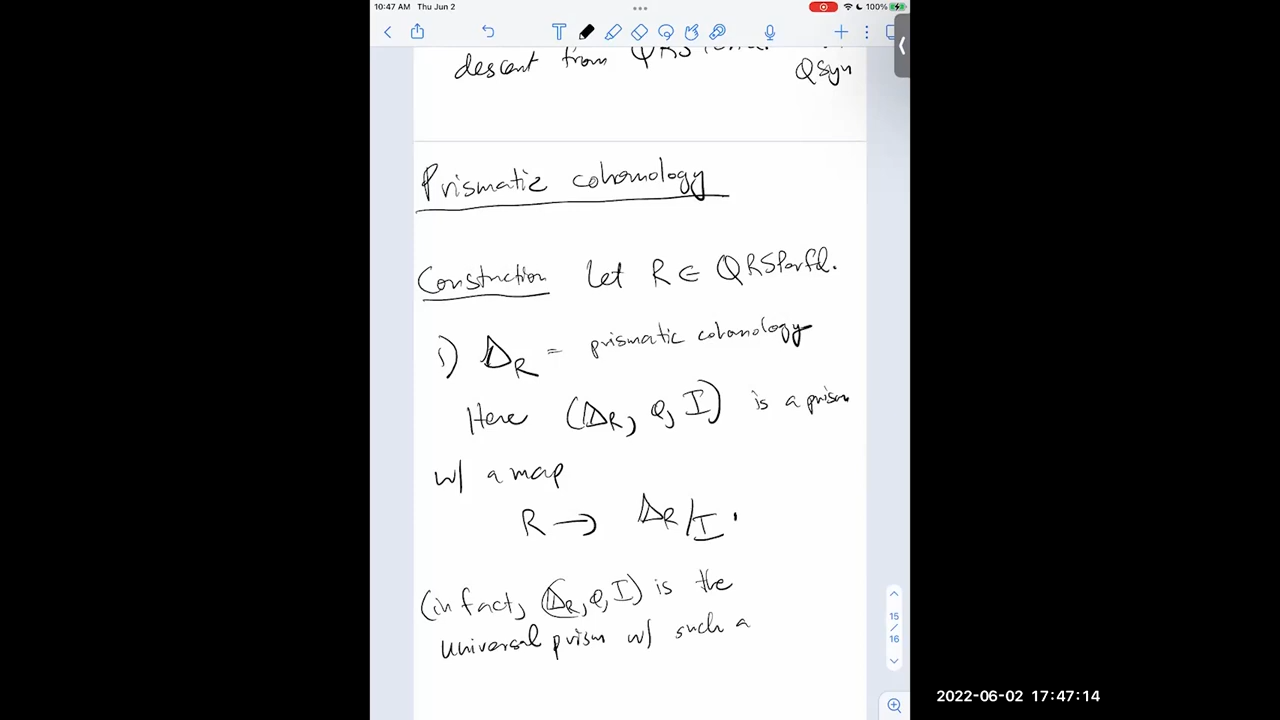 10:47 AM Thu Jun 2
100%
descent from
QSyn
Prismatic cohomology
Construction Let R ∈ QRSPerfd.
i) Δ_R = prismatic cohomology
Here (Δ_R, φ, I) is a prism
w/ a map
R → Δ_R/I.
(in fact, (Δ_R, φ, I) is the
universal prism w/ such a
15
/
16
2022-06-02 17:47:14